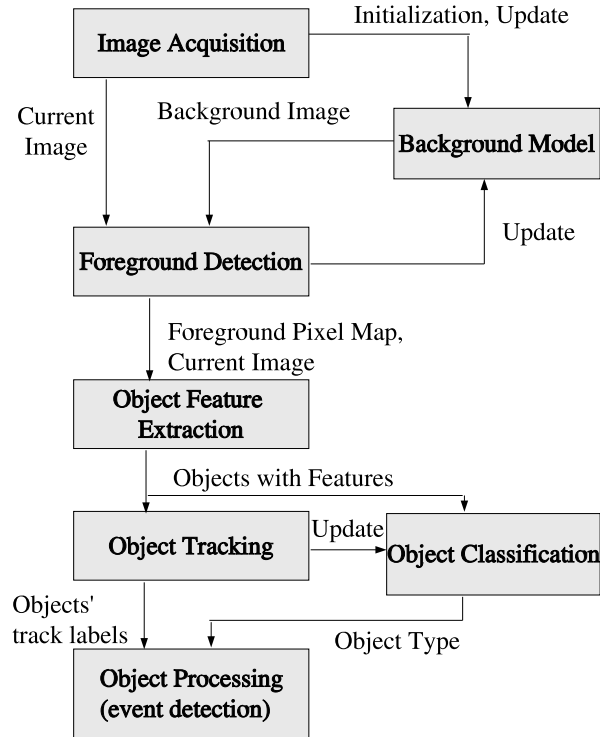 Initialization, Update
Image Acquisition
Current
Image
Background Image
Background Model
Update
Foreground Detection
Foreground Pixel Map,
Current Image
Object Feature
Extraction
Objects with Features
Object Tracking
Update
Object Classification
Objects'
track labels
Object Type
Object Processing
(event detection)